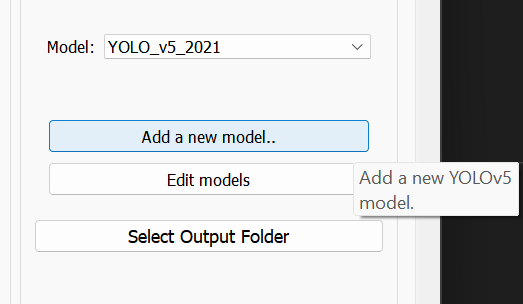 Model: YOLO_v5_2021
Add a new model..
Edit models
Add a new YOLOv5
model.
Select Output Folder